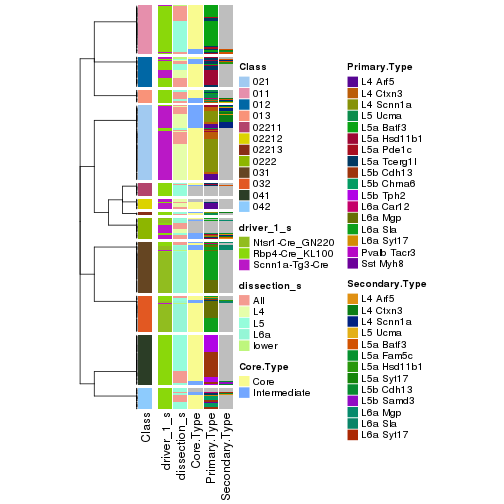 Class
021
011
012
013
02211
02212
02213
0222
031
032
041
042
driver_1_s
Ntsr1-Cre_GN220
Rbp4-Cre_KL100
Scnn1a-Tg3-Cre
dissection_s
All
L4
L5
L6a
lower
Core.Type
Core
Intermediate
Primary.Type
L4 Arf5
L4 Ctxn3
L4 Scnn1a
L5 Ucma
L5a Batf3
L5a Hsd11b1
L5a Pde1c
L5a Tcerg1l
L5b Cdh13
L5b Chrna6
L5b Tph2
L6a Car12
L6a Mgp
L6a Sla
L6a Syt17
Pvalb Tacr3
Sst Myh8
Secondary.Type
L4 Arf5
L4 Ctxn3
L4 Scnn1a
L5 Ucma
L5a Batf3
L5a Fam5c
L5a Hsd11b1
L5a Syt17
L5b Cdh13
L5b Samd3
L6a Mgp
L6a Sla
L6a Syt17
Class
driver_1_s
dissection_s
Core.Type
Primary.Type
Secondary.Type